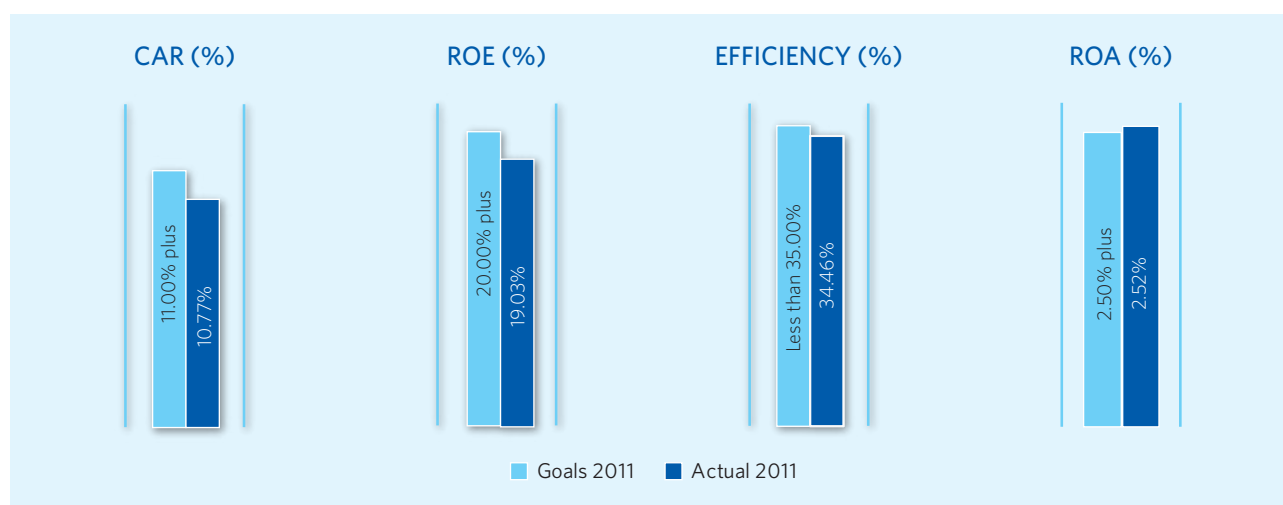 CAR (%)
ROE (%)
EFFICIENCY (%)
ROA (%)
11.00% plus
10.77%
20.00% plus
19.03%
Less than 35.00%
34.46%
2.50% plus
2.52%
Goals 2011
Actual 2011